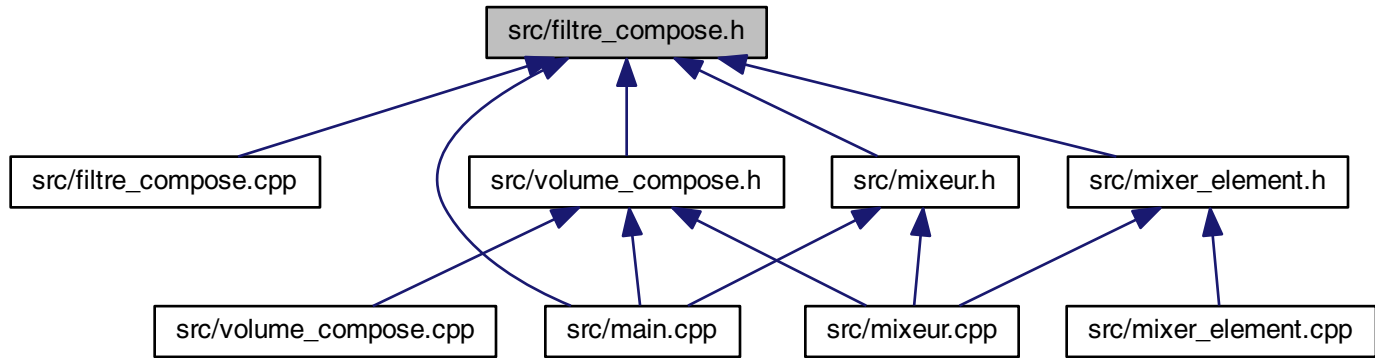 src/filtre_compose.h
src/filtre_compose.cpp
src/volume_compose.h
src/mixeur.h
src/mixer_element.h
src/volume_compose.cpp
src/main.cpp
src/mixeur.cpp
src/mixer_element.cpp